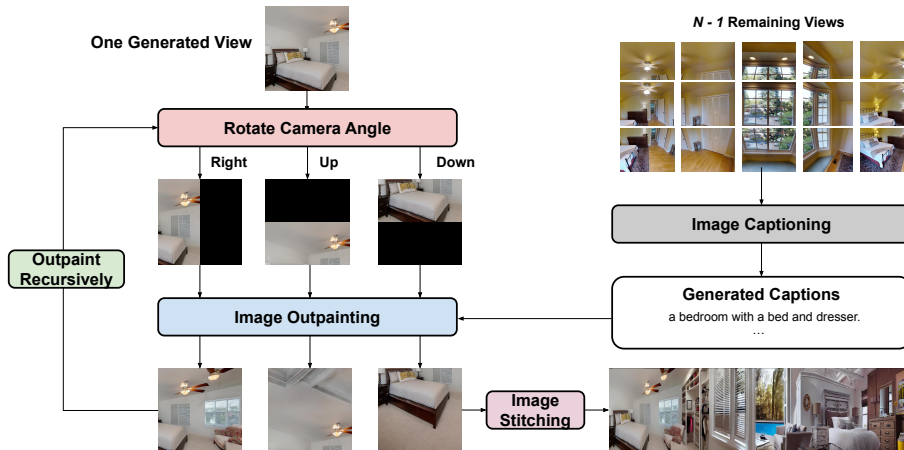 One Generated View
N - 1 Remaining Views
Rotate Camera Angle
Right
Up
Down
Image Captioning
Outpaint
Recursively
Generated Captions
a bedroom with a bed and dresser.
...
Image Outpainting
Image
Stitching